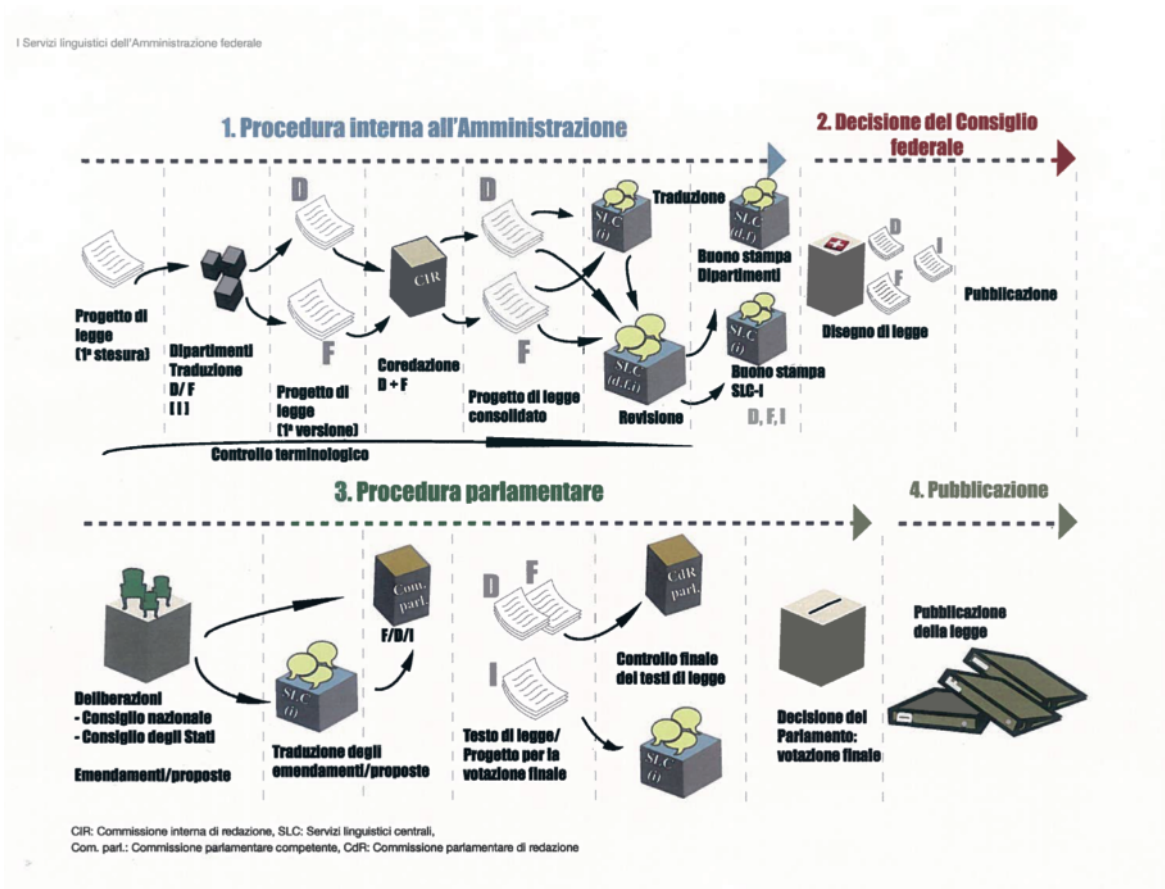 I Servizi linguistici dell'Amministrazione federale
1. Procedura interna all'Amministrazione
2. Decisione del Consiglio
federale
Progetto di
legge
(1ª stesura)
Dipartimenti
Traduzione
D/ F
[ I ]
D
F
Progetto di
legge
(1ª versione)
CIR
Coredazione
D + F
D
F
Progetto di legge
consolidato
SLC
(i)
Traduzione
SLC
(d.f.i)
Revisione
SLC
(d.f)
Buono stampa
Dipartimenti
SLC
(i)
Buono stampa
SLC-I
D, F, I
D
I
F
Disegno di legge
Pubblicazione
Controllo terminologico
3. Procedura parlamentare
4. Pubblicazione
Deliberazioni
- Consiglio nazionale
- Consiglio degli Stati
Emendamenti/proposte
SLC
(i)
Traduzione degli
emendamenti/proposte
Com.
parl.
F/D/I
D
F
I
Testo di legge/
Progetto per la
votazione finale
CdR
parl.
Controllo finale
dei testi di legge
SLC
(i)
Decisione del
Parlamento:
votazione finale
Pubblicazione
della legge
CIR: Commissione interna di redazione, SLC: Servizi linguistici centrali,
Com. parl.: Commissione parlamentare competente, CdR: Commissione parlamentare di redazione